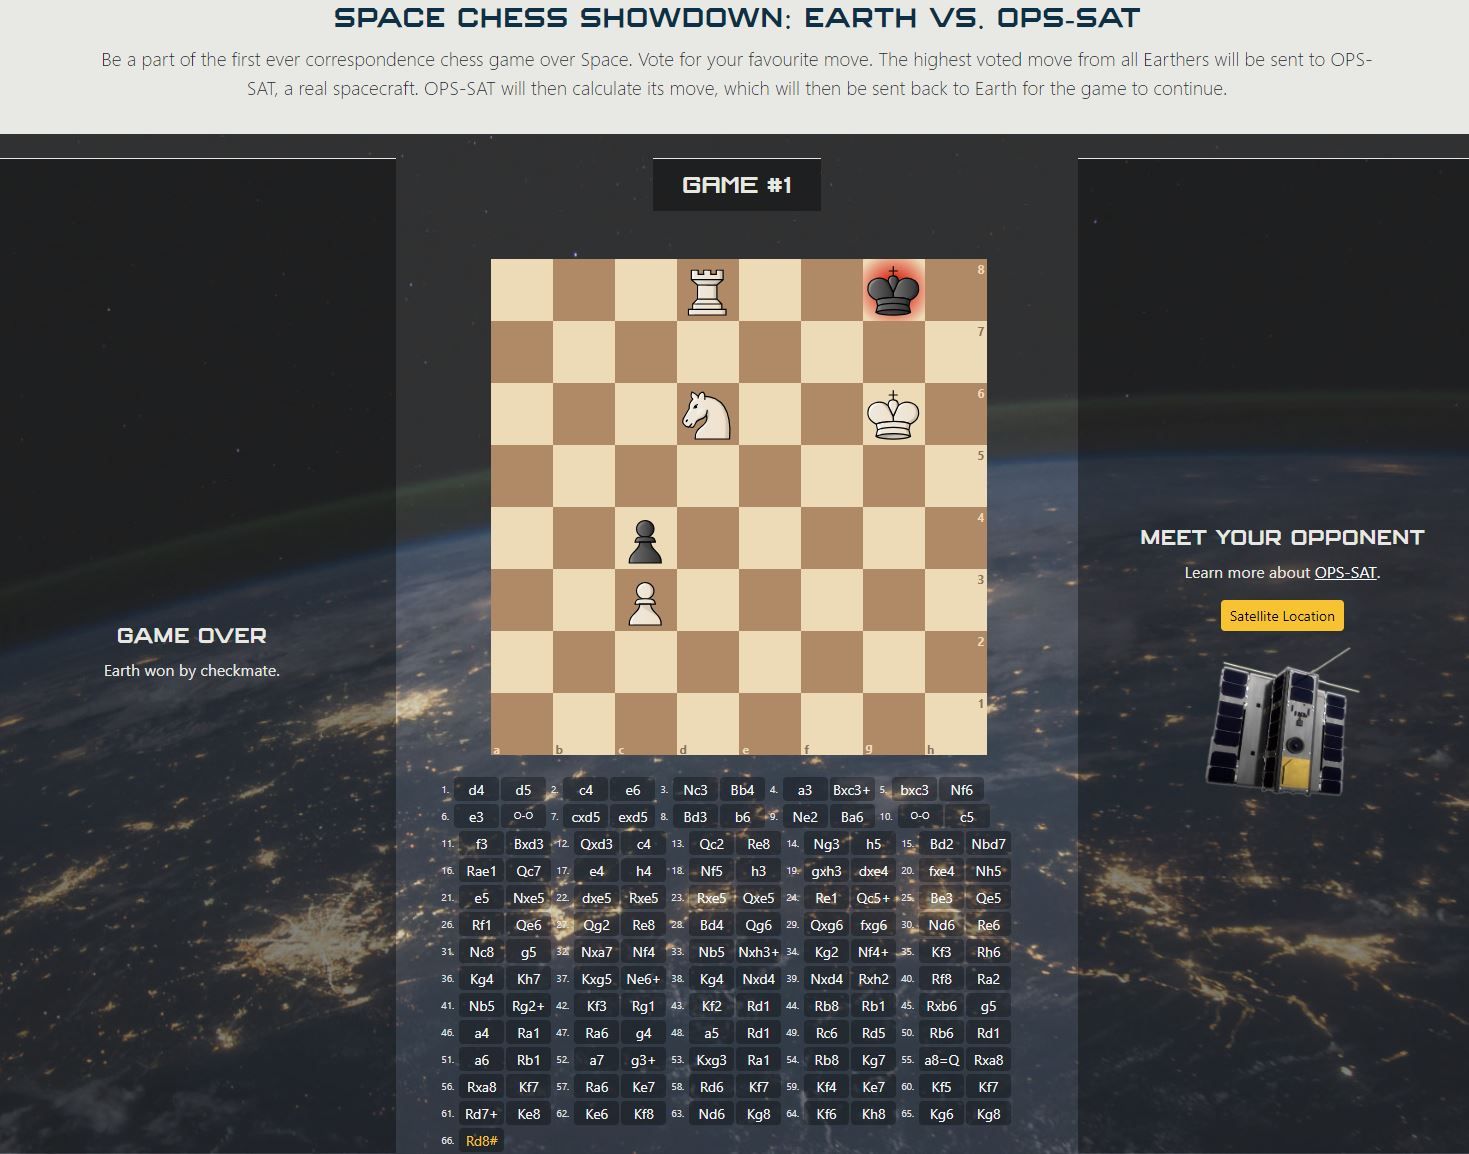 SPACE CHESS SHOWDOWN: EARTH VS. OPS-SAT
Be a part of the first ever correspondence chess game over Space. Vote for your favourite move. The highest voted move from all Earthers will be sent to OPS-
SAT, a real spacecraft. OPS-SAT will then calculate its move, which will then be sent back to Earth for the game to continue.
GAME #1
8
7
6
5
4
3
2
1
a b c d e f g h
GAME OVER
Earth won by checkmate.
MEET YOUR OPPONENT
Learn more about OPS-SAT.
Satellite Location
1. d4 d5 2. c4 e6 3. Nc3 Bb4 4. a3 Bxc3+ 5. bxc3 Nf6
6. e3 O-O 7. cxd5 exd5 8. Bd3 b6 9. Ne2 Ba6 10. O-O c5
11. f3 Bxd3 12. Qxd3 c4 13. Qc2 Re8 14. Ng3 h5 15. Bd2 Nbd7
16. Rae1 Qc7 17. e4 h4 18. Nf5 h3 19. gxh3 dxe4 20. fxe4 Nh5
21. e5 Nxe5 22. dxe5 Rxe5 23. Rxe5 Qxe5 24. Re1 Qc5+ 25. Be3 Qe5
26. Rf1 Qe6 27. Qg2 Re8 28. Bd4 Qg6 29. Qxg6 fxg6 30. Nd6 Re6
31. Nc8 g5 32. Nxa7 Nf4 33. Nb5 Nxh3+ 34. Kg2 Nf4+ 35. Kf3 Rh6
36. Kg4 Kh7 37. Kxg5 Ne6+ 38. Kg4 Nxd4 39. Nxd4 Rxh2 40. Rf8 Ra2
41. Nb5 Rg2+ 42. Kf3 Rg1 43. Kf2 Rd1 44. Rb8 Rb1 45. Rxb6 g5
46. a4 Ra1 47. Ra6 g4 48. a5 Rd1 49. Rc6 Rd5 50. Rb6 Rd1
51. a6 Rb1 52. a7 g3+ 53. Kxg3 Ra1 54. Rb8 Kg7 55. a8=Q Rxa8
56. Rxa8 Kf7 57. Ra6 Ke7 58. Rd6 Kf7 59. Kf4 Ke7 60. Kf5 Kf7
61. Rd7+ Ke8 62. Ke6 Kf8 63. Nd6 Kg8 64. Kf6 Kh8 65. Kg6 Kg8
66. Rd8#